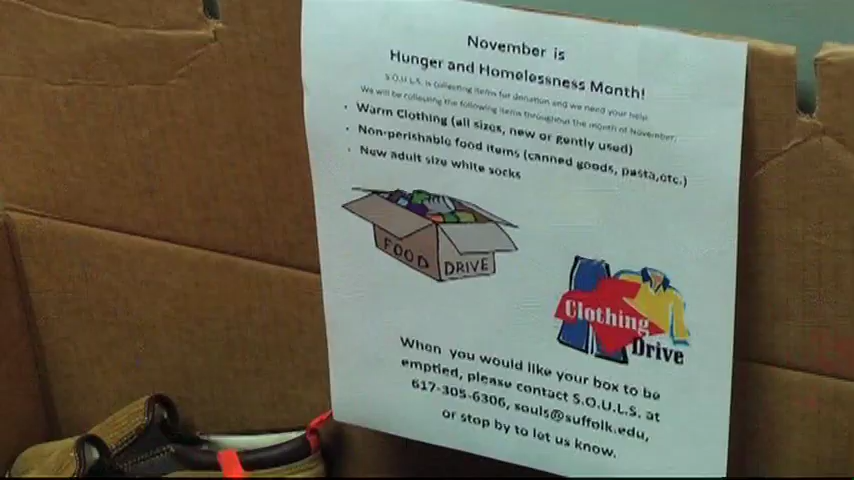 November is
Hunger and Homelessness Month!
S.O.U.L.S. is collecting items for donation and we need your help.
We will be collecting the following items throughout the month of November.
· Warm Clothing (all sizes, new or gently used)
· Non-perishable food items (canned goods, pasta,etc.)
· New adult size white socks
FOOD DRIVE
Clothing
Drive
When you would like your box to be
emptied, please contact S.O.U.L.S. at
617-305-6306, souls@suffolk.edu,
or stop by to let us know.